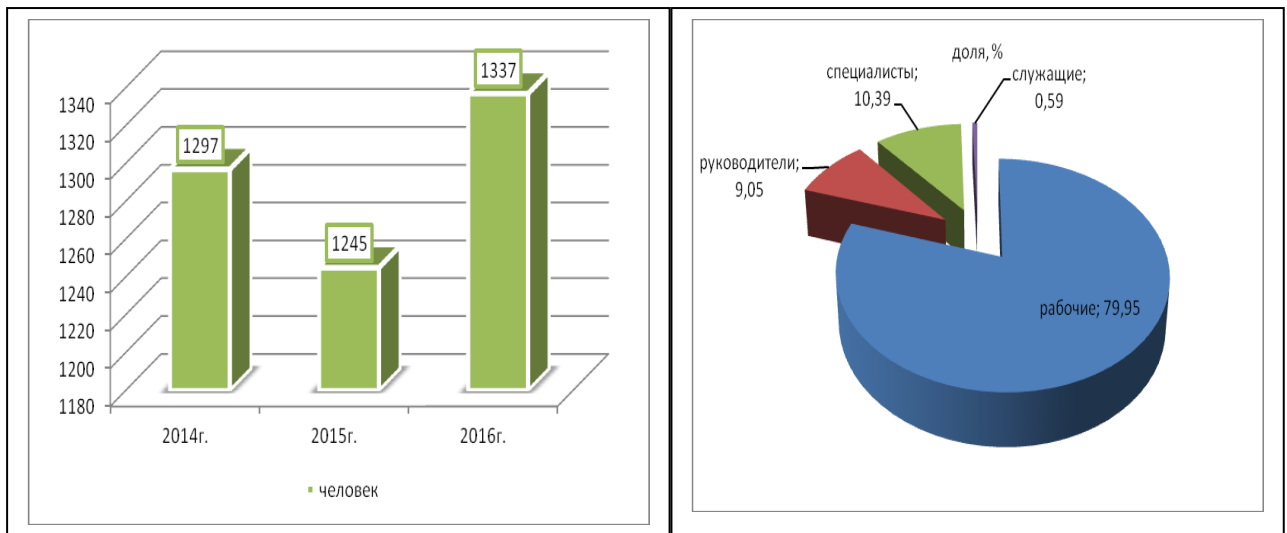 1340
1320
1300
1280
1260
1240
1220
1200
1180
1297
1245
1337
2014г.
2015г.
2016г.
человек
доля, %
специалисты;
10,39
служащие;
0,59
руководители;
9,05
рабочие; 79,95